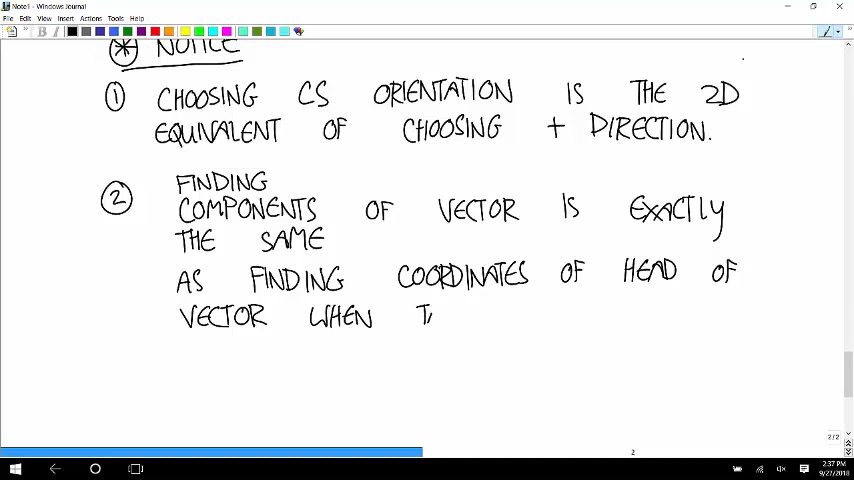 Note1 - Windows Journal
File Edit View Insert Actions Tools Help
B I
* NOTICE
1 CHOOSING CS ORIENTATION IS THE 2D
EQUIVALENT OF CHOOSING + DIRECTION.
2 FINDING
COMPONENTS OF VECTOR IS EXACTLY
THE SAME
AS FINDING COORDINATES OF HEAD OF
VECTOR WHEN T
2/2
2
2:37 PM
9/27/2018